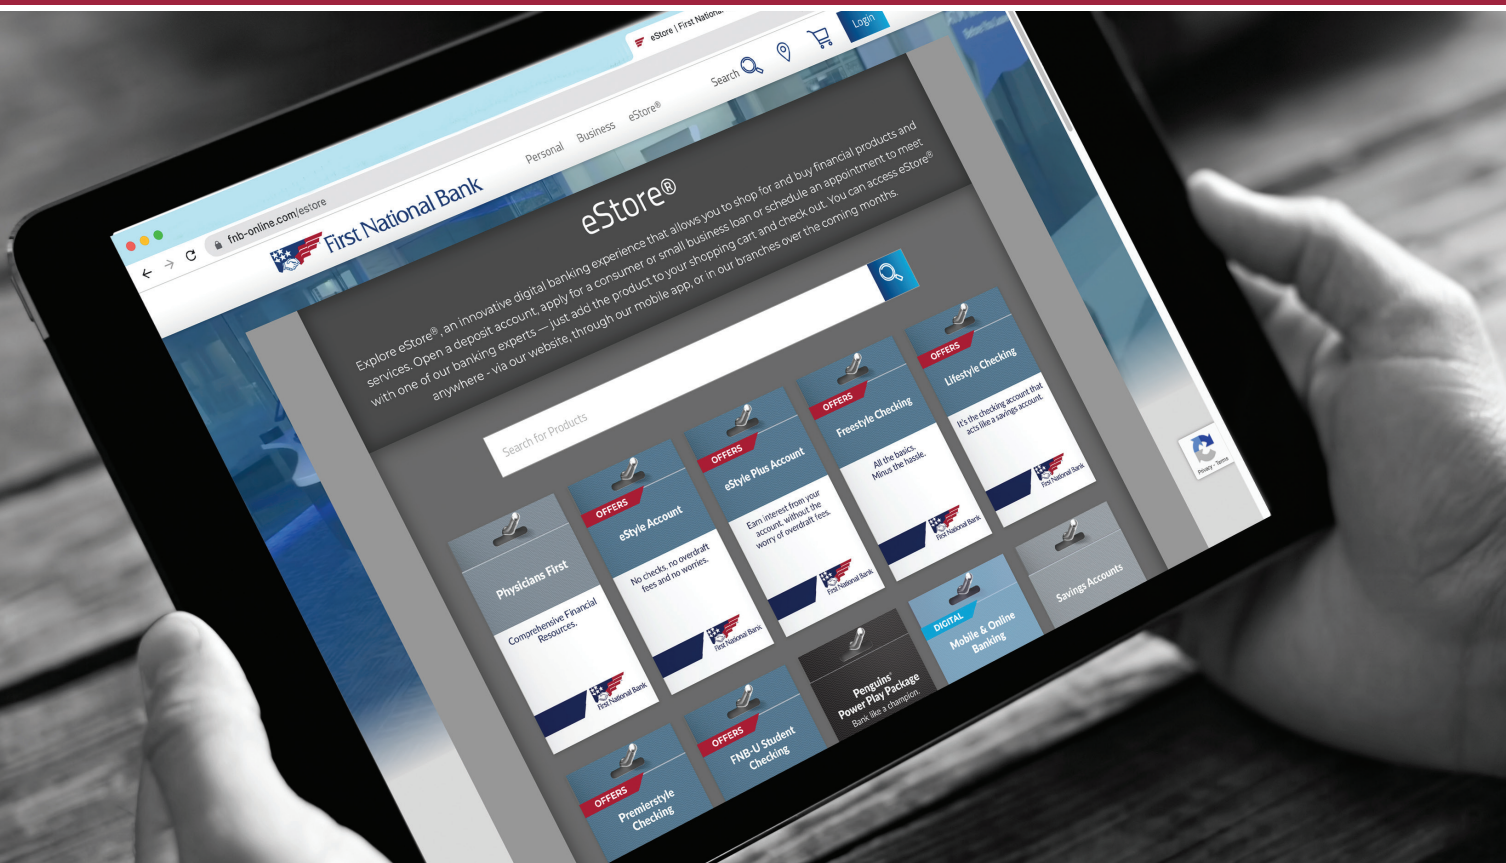 eStore | First National
fnb-online.com/estore
First National Bank
Personal Business eStore®
Search
Login
eStore®
Explore eStore®, an innovative digital banking experience that allows you to shop for and buy financial products and
services. Open a deposit account, apply for a consumer or small business loan or schedule an appointment to meet
with one of our banking experts — just add the product to your shopping cart and check out. You can access eStore®
anywhere - via our website, through our mobile app, or in our branches over the coming months.
Search for Products
Physicians First
Comprehensive Financial
Resources.
First National Bank
OFFERS
eStyle Account
No checks, no overdraft
fees and no worries.
First National Bank
OFFERS
eStyle Plus Account
Earn interest from your
account, without the
worry of overdraft fees.
First National Bank
OFFERS
Freestyle Checking
All the basics.
Minus the hassle.
First National Bank
OFFERS
Lifestyle Checking
It's the checking account that
acts like a savings account.
First National Bank
OFFERS
Premierstyle
Checking
OFFERS
FNB-U Student
Checking
Penguins'
Power Play Package
Bank like a champion.
DIGITAL
Mobile & Online
Banking
Savings Accounts
Privacy - Terms